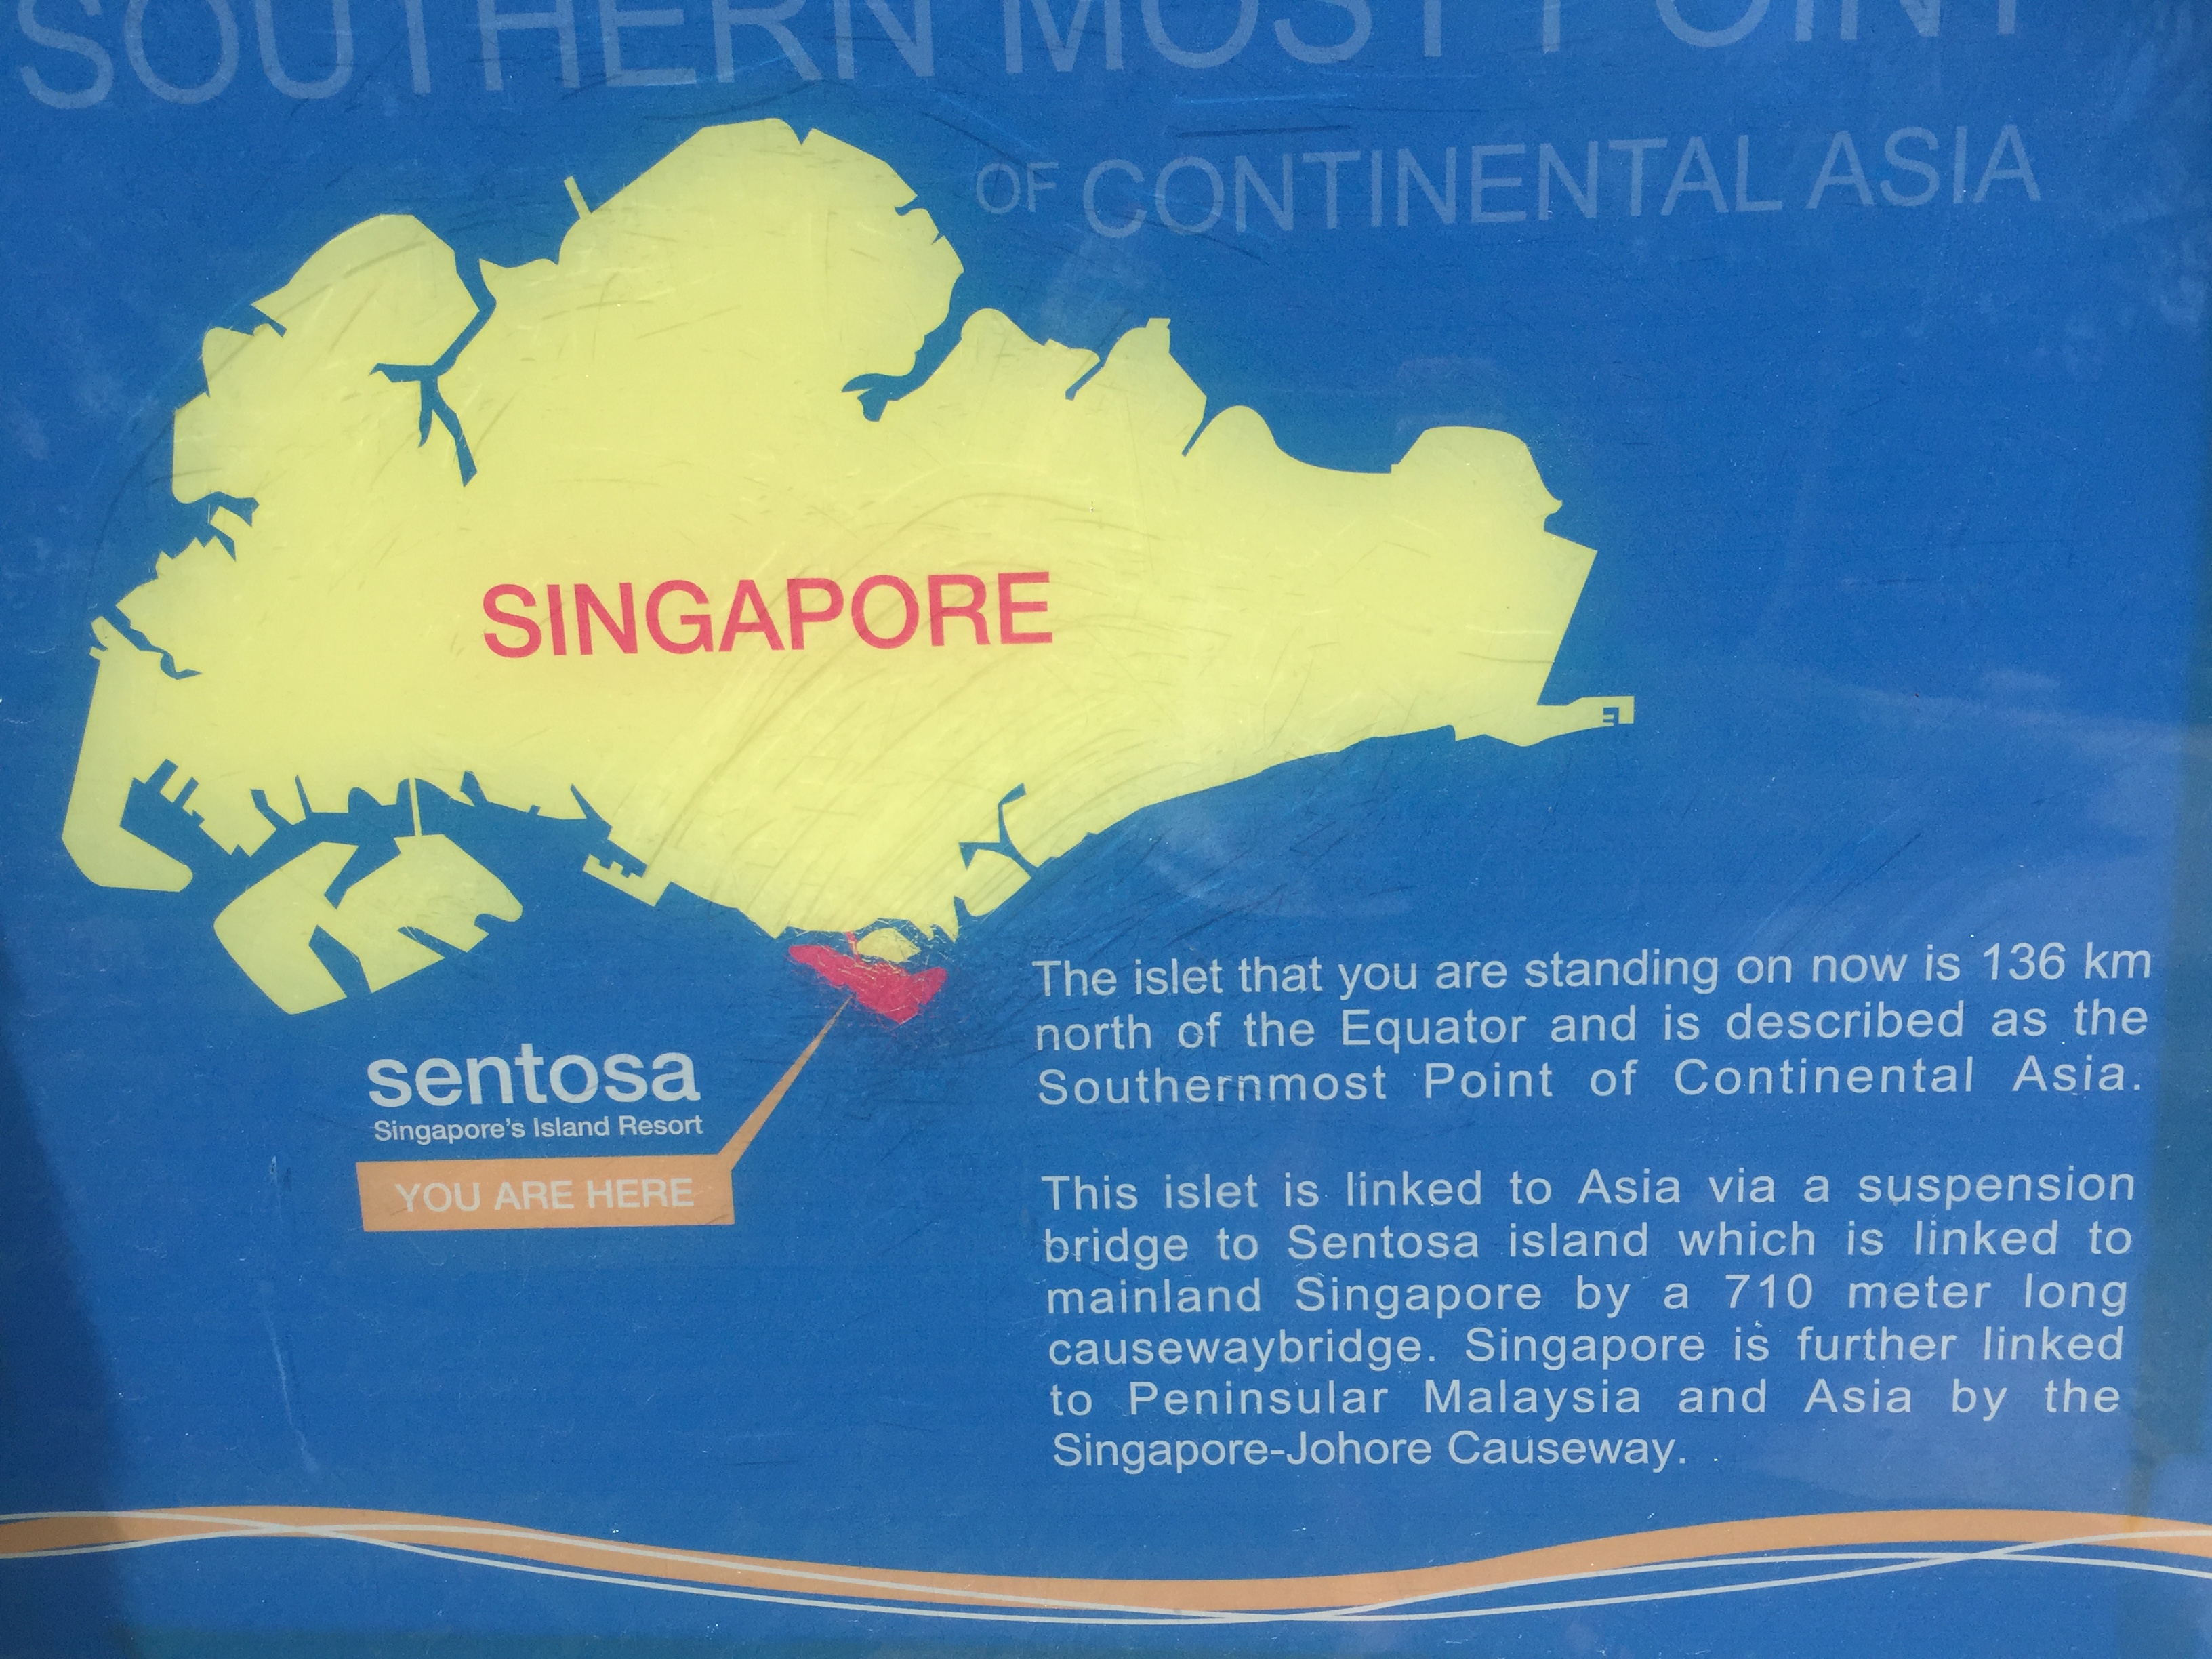 SOUTHERN MOST POINT
OF CONTINENTAL ASIA
SINGAPORE
sentosa
Singapore's Island Resort
YOU ARE HERE
The islet that you are standing on now is 136 km
north of the Equator and is described as the
Southernmost Point of Continental Asia.
This islet is linked to Asia via a suspension
bridge to Sentosa island which is linked to
mainland Singapore by a 710 meter long
causewaybridge. Singapore is further linked
to Peninsular Malaysia and Asia by the
Singapore-Johore Causeway.